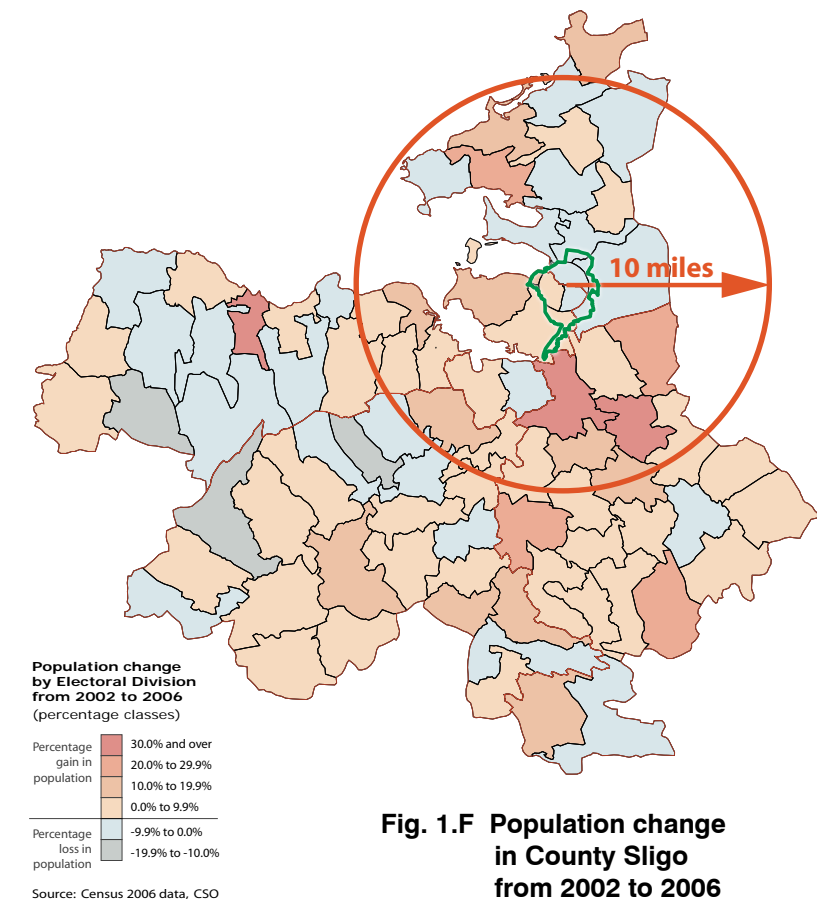 10 miles
Population change
by Electoral Division
from 2002 to 2006
(percentage classes)
Percentage
gain in
population
30.0% and over
20.0% to 29.9%
10.0% to 19.9%
0.0% to 9.9%
Percentage
loss in
population
-9.9% to 0.0%
-19.9% to -10.0%
Source: Census 2006 data, CSO
Fig. 1.F Population change
in County Sligo
from 2002 to 2006